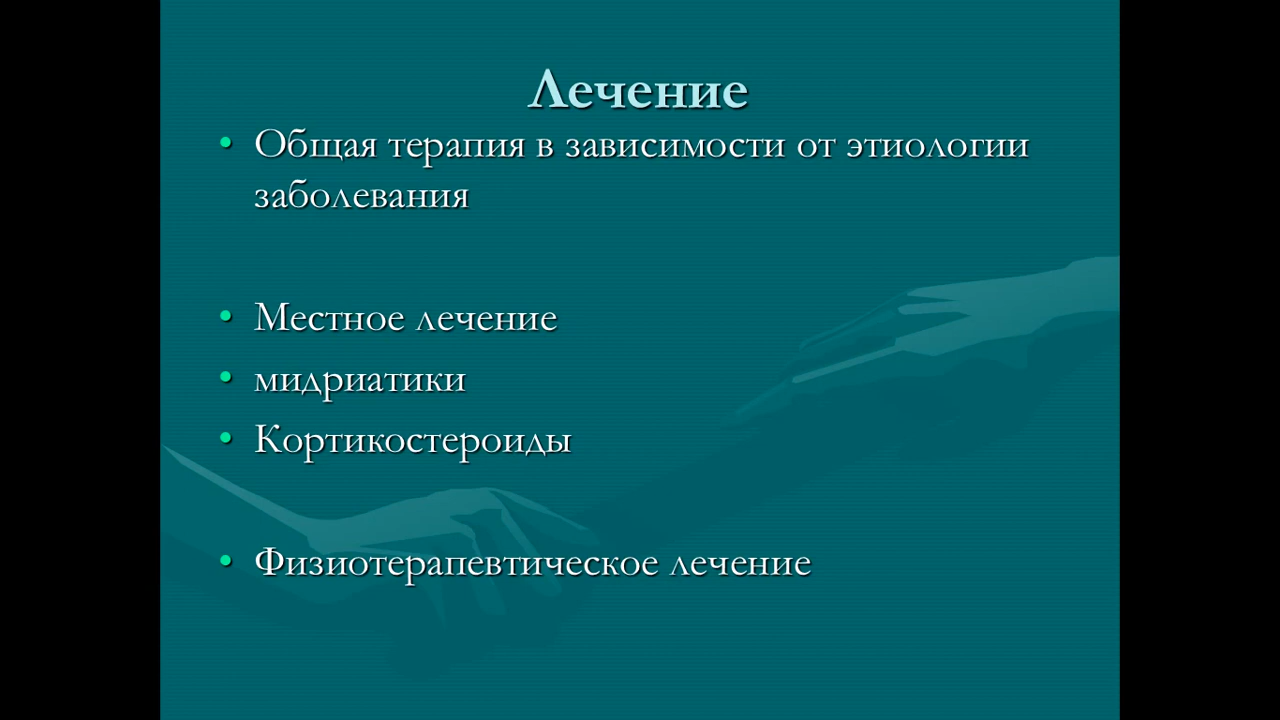 Лечение
• Общая терапия в зависимости от этиологии
заболевания
• Местное лечение
• мидриатики
• Кортикостероиды
• Физиотерапевтическое лечение